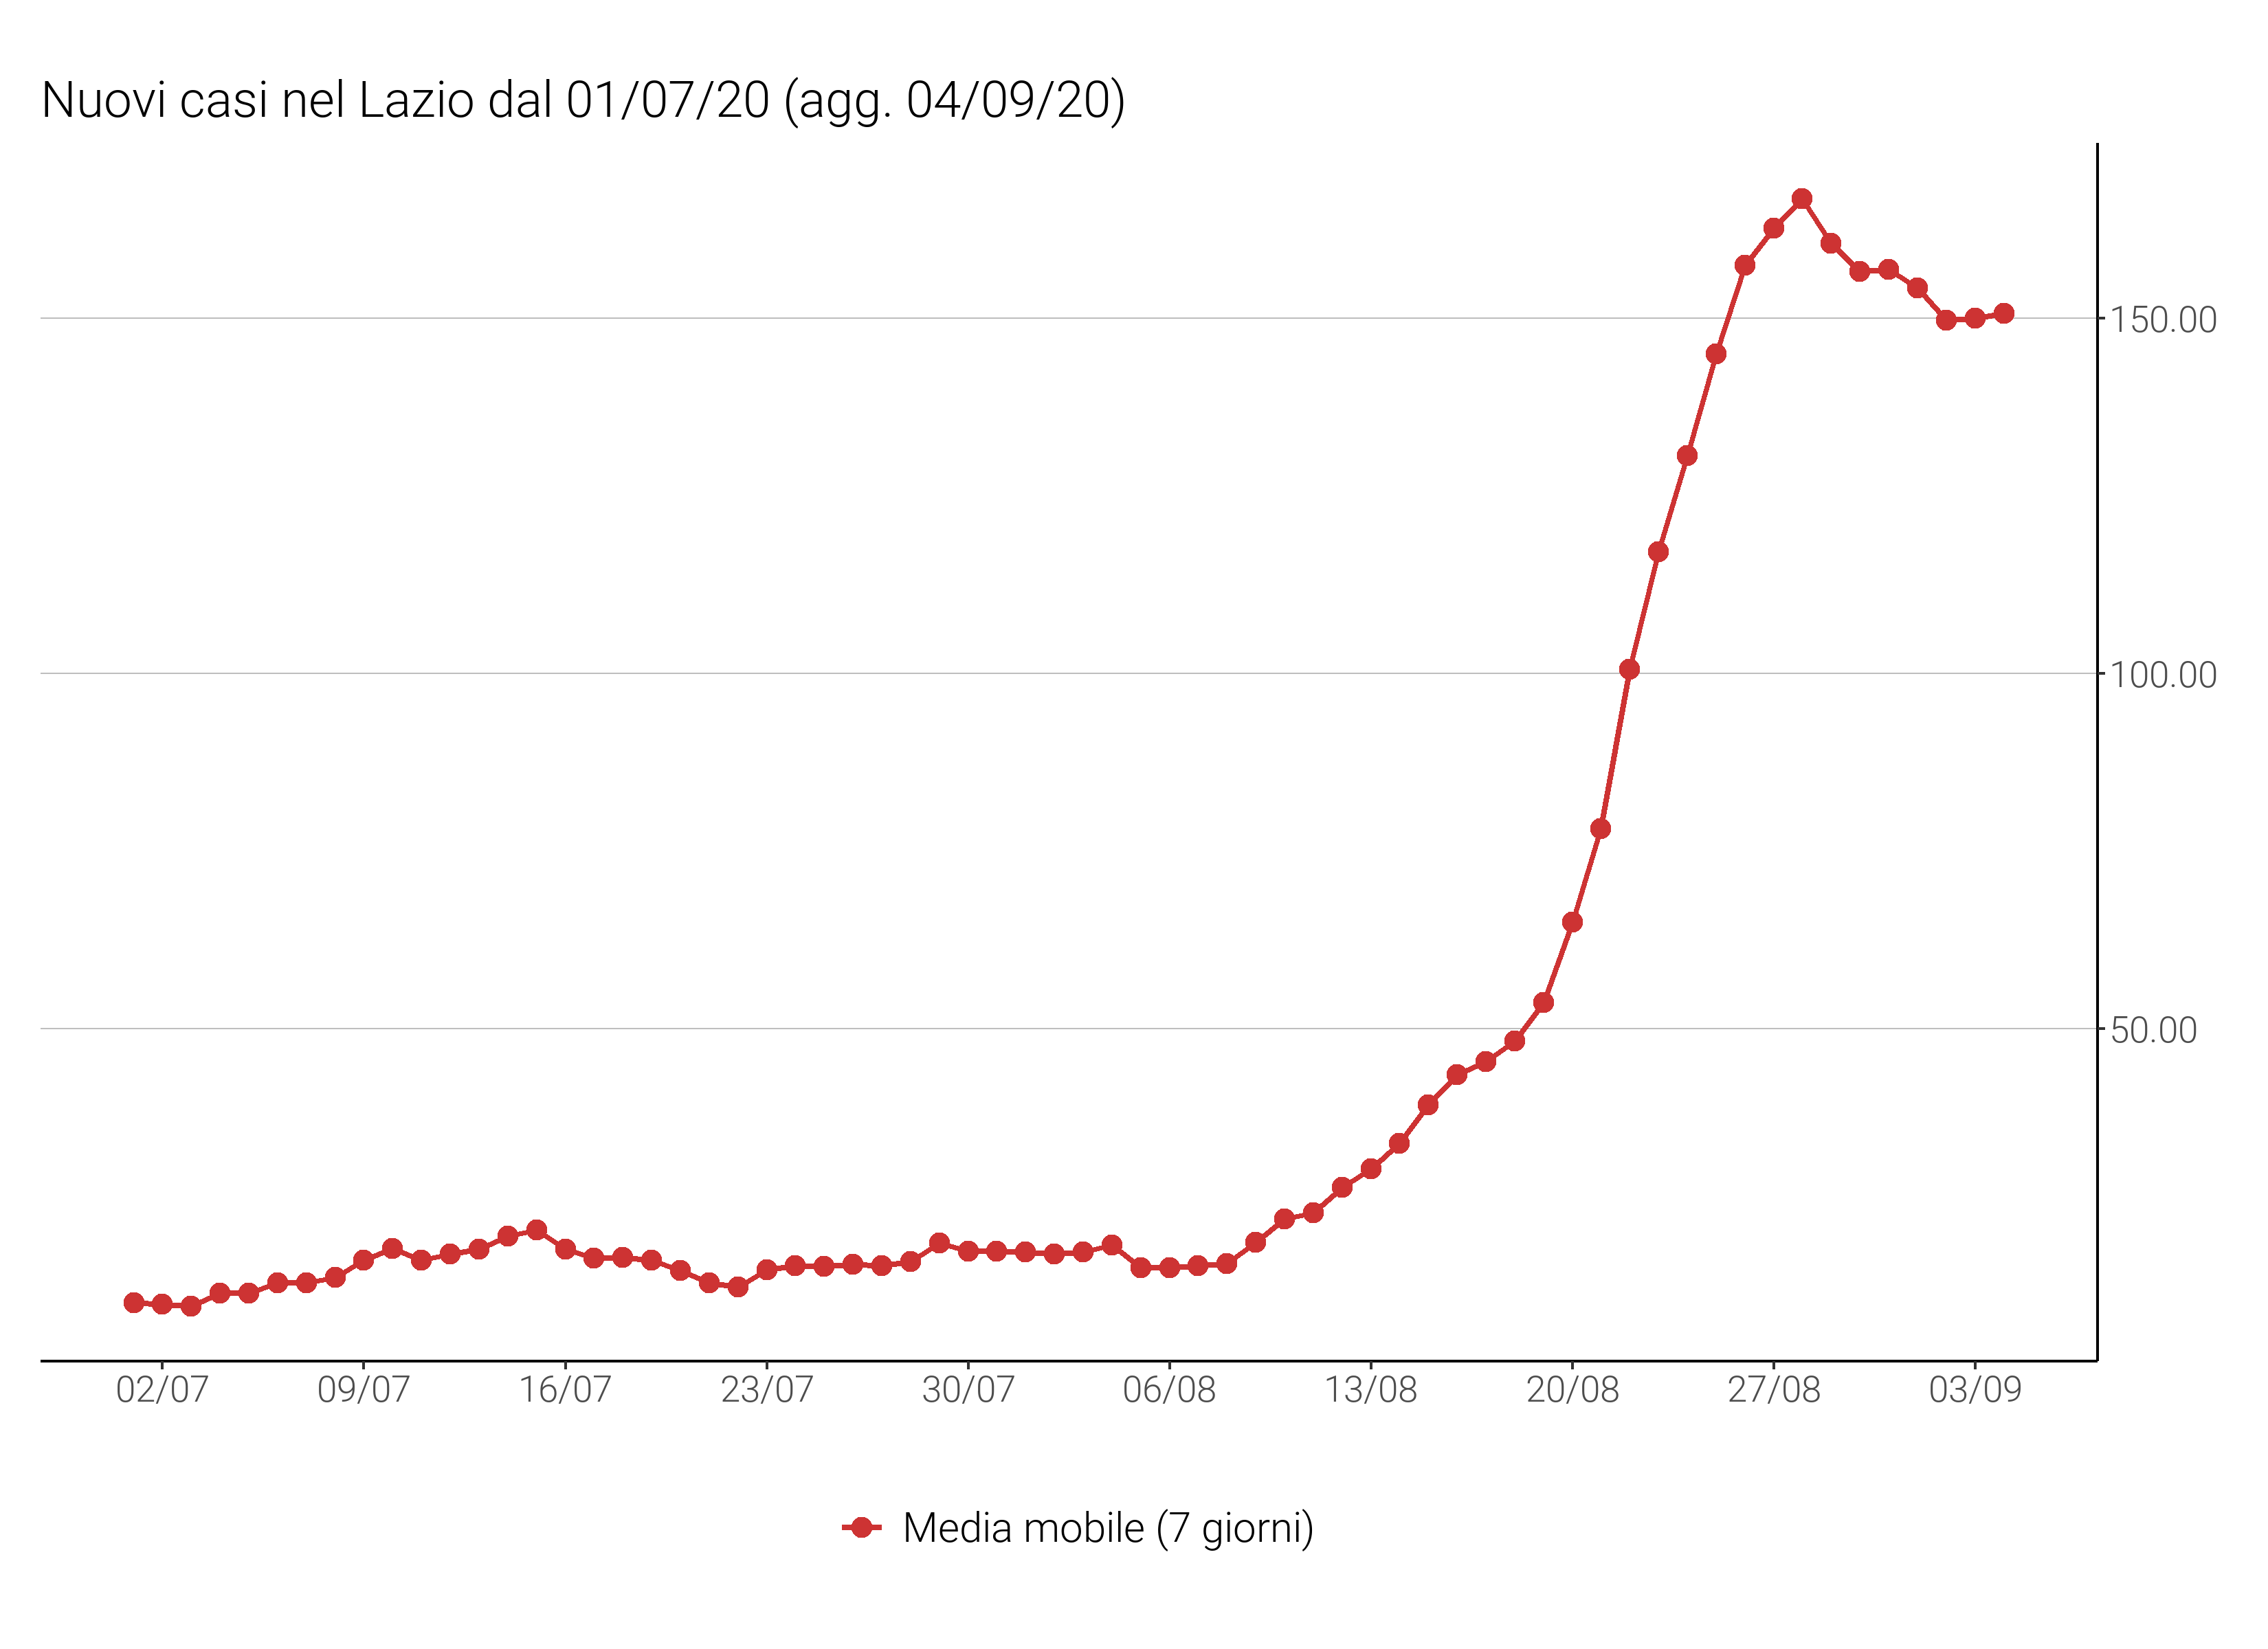 Nuovi casi nel Lazio dal 01/07/20 (agg. 04/09/20)
150.00
100.00
50.00
02/07 09/07 16/07 23/07 30/07 06/08 13/08 20/08 27/08 03/09
Media mobile (7 giorni)